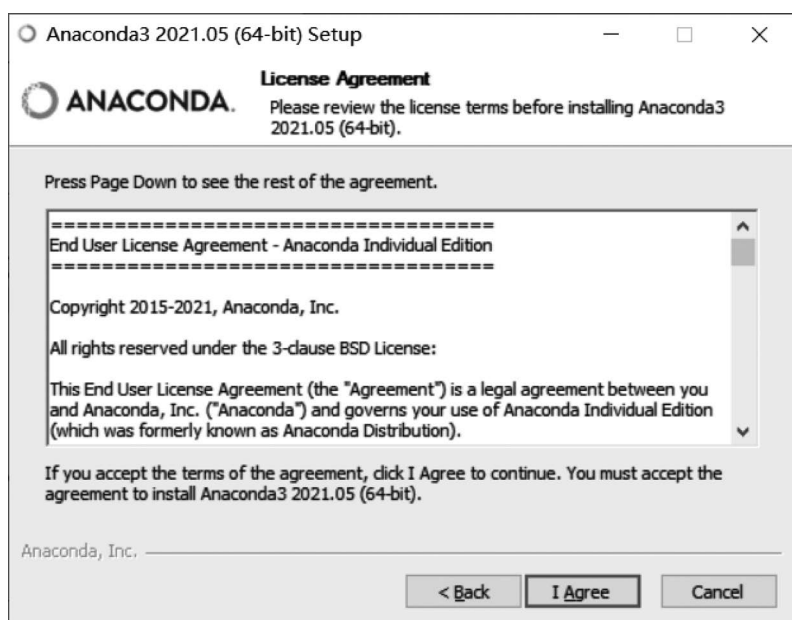 Anaconda3 2021.05 (64-bit) Setup
ANACONDA.
License Agreement
Please review the license terms before installing Anaconda3
2021.05 (64-bit).
Press Page Down to see the rest of the agreement.
===================================
End User License Agreement - Anaconda Individual Edition
===================================
Copyright 2015-2021, Anaconda, Inc.
All rights reserved under the 3-clause BSD License:
This End User License Agreement (the "Agreement") is a legal agreement between you
and Anaconda, Inc. ("Anaconda") and governs your use of Anaconda Individual Edition
(which was formerly known as Anaconda Distribution).
If you accept the terms of the agreement, click I Agree to continue. You must accept the
agreement to install Anaconda3 2021.05 (64-bit).
Anaconda, Inc.
< Back
I Agree
Cancel